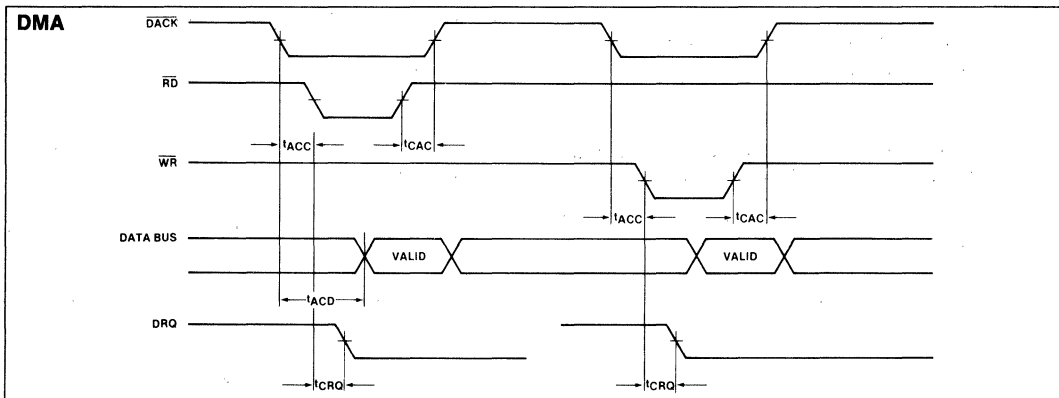 DMA
DACK
RD
tACC
tCAC
WR
tACC
tCAC
DATA BUS
VALID
VALID
tACD
DRQ
tCRQ
tCRQ